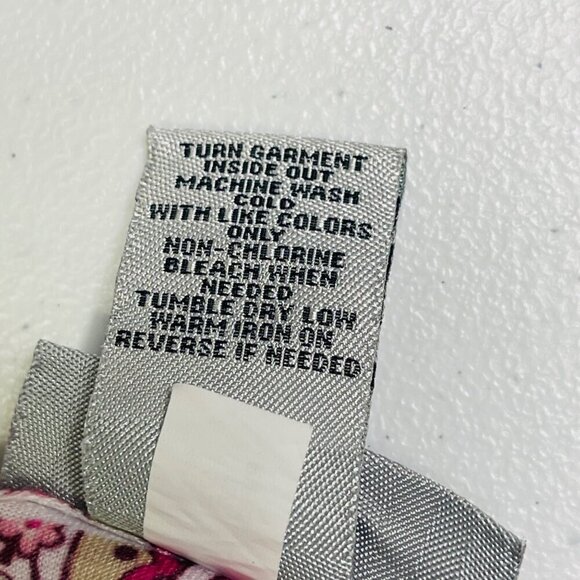 TURN GARMENT
INSIDE OUT
MACHINE WASH
COLD
WITH LIKE COLORS
ONLY
NON-CHLORINE
BLEACH WHEN
NEEDED
TUMBLE DRY LOW
WARM IRON ON
REVERSE IF NEEDED